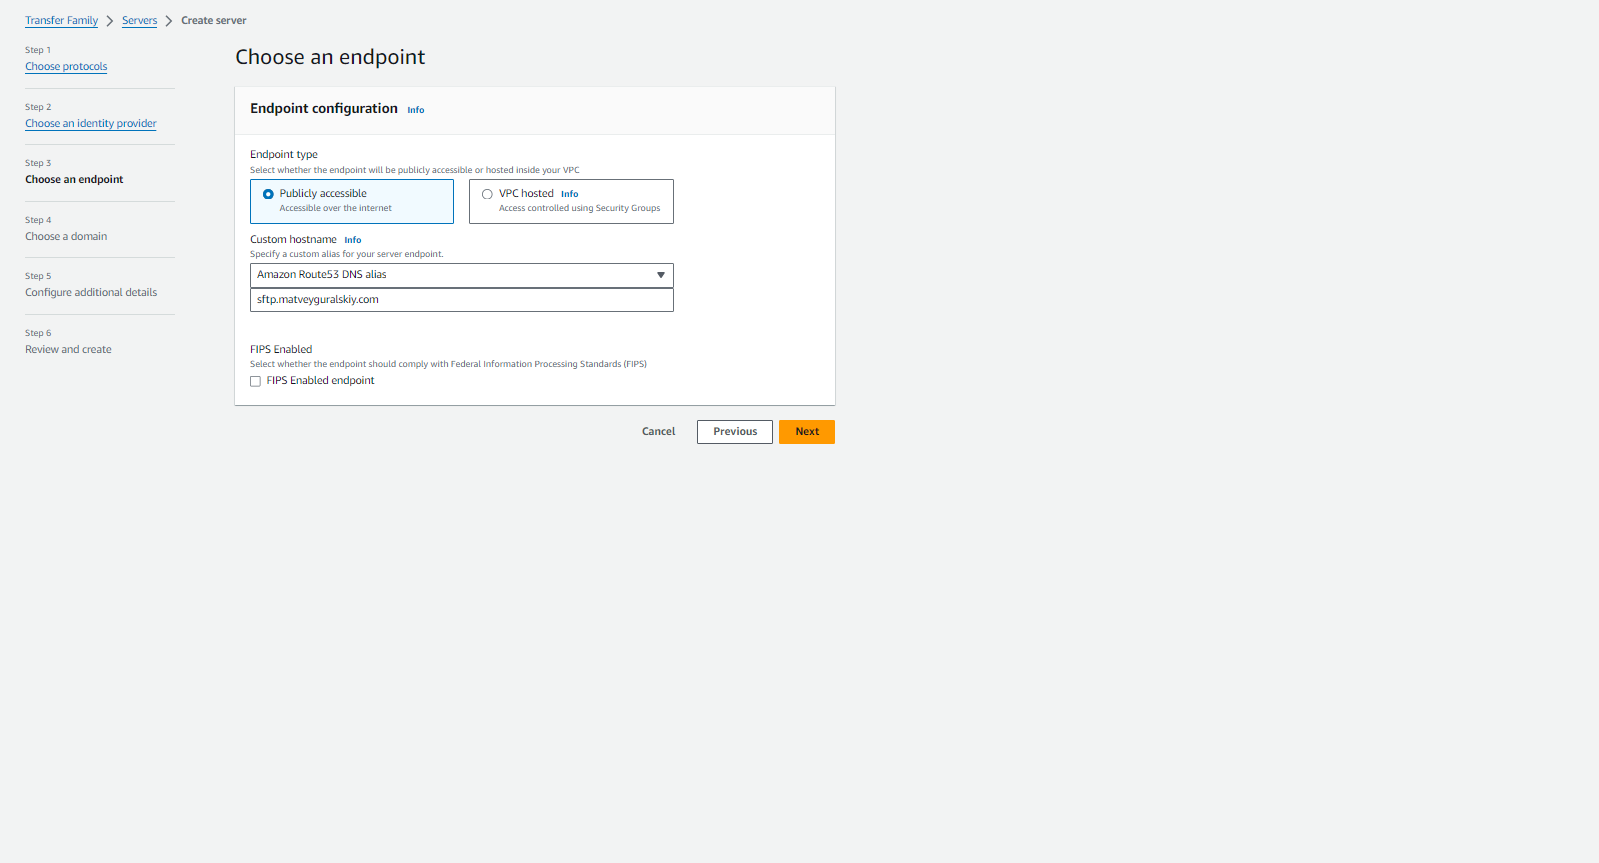 Transfer Family > Servers > Create server
Step 1
Choose protocols
Step 2
Choose an identity provider
Step 3
Choose an endpoint
Step 4
Choose a domain
Step 5
Configure additional details
Step 6
Review and create
Choose an endpoint
Endpoint configuration Info
Endpoint type
Select whether the endpoint will be publicly accessible or hosted inside your VPC
Publicly accessible
Accessible over the internet
VPC hosted Info
Access controlled using Security Groups
Custom hostname Info
Specify a custom alias for your server endpoint.
Amazon Route53 DNS alias
sftp.matveyguralskiy.com
FIPS Enabled
Select whether the endpoint should comply with Federal Information Processing Standards (FIPS)
FIPS Enabled endpoint
Cancel Previous Next